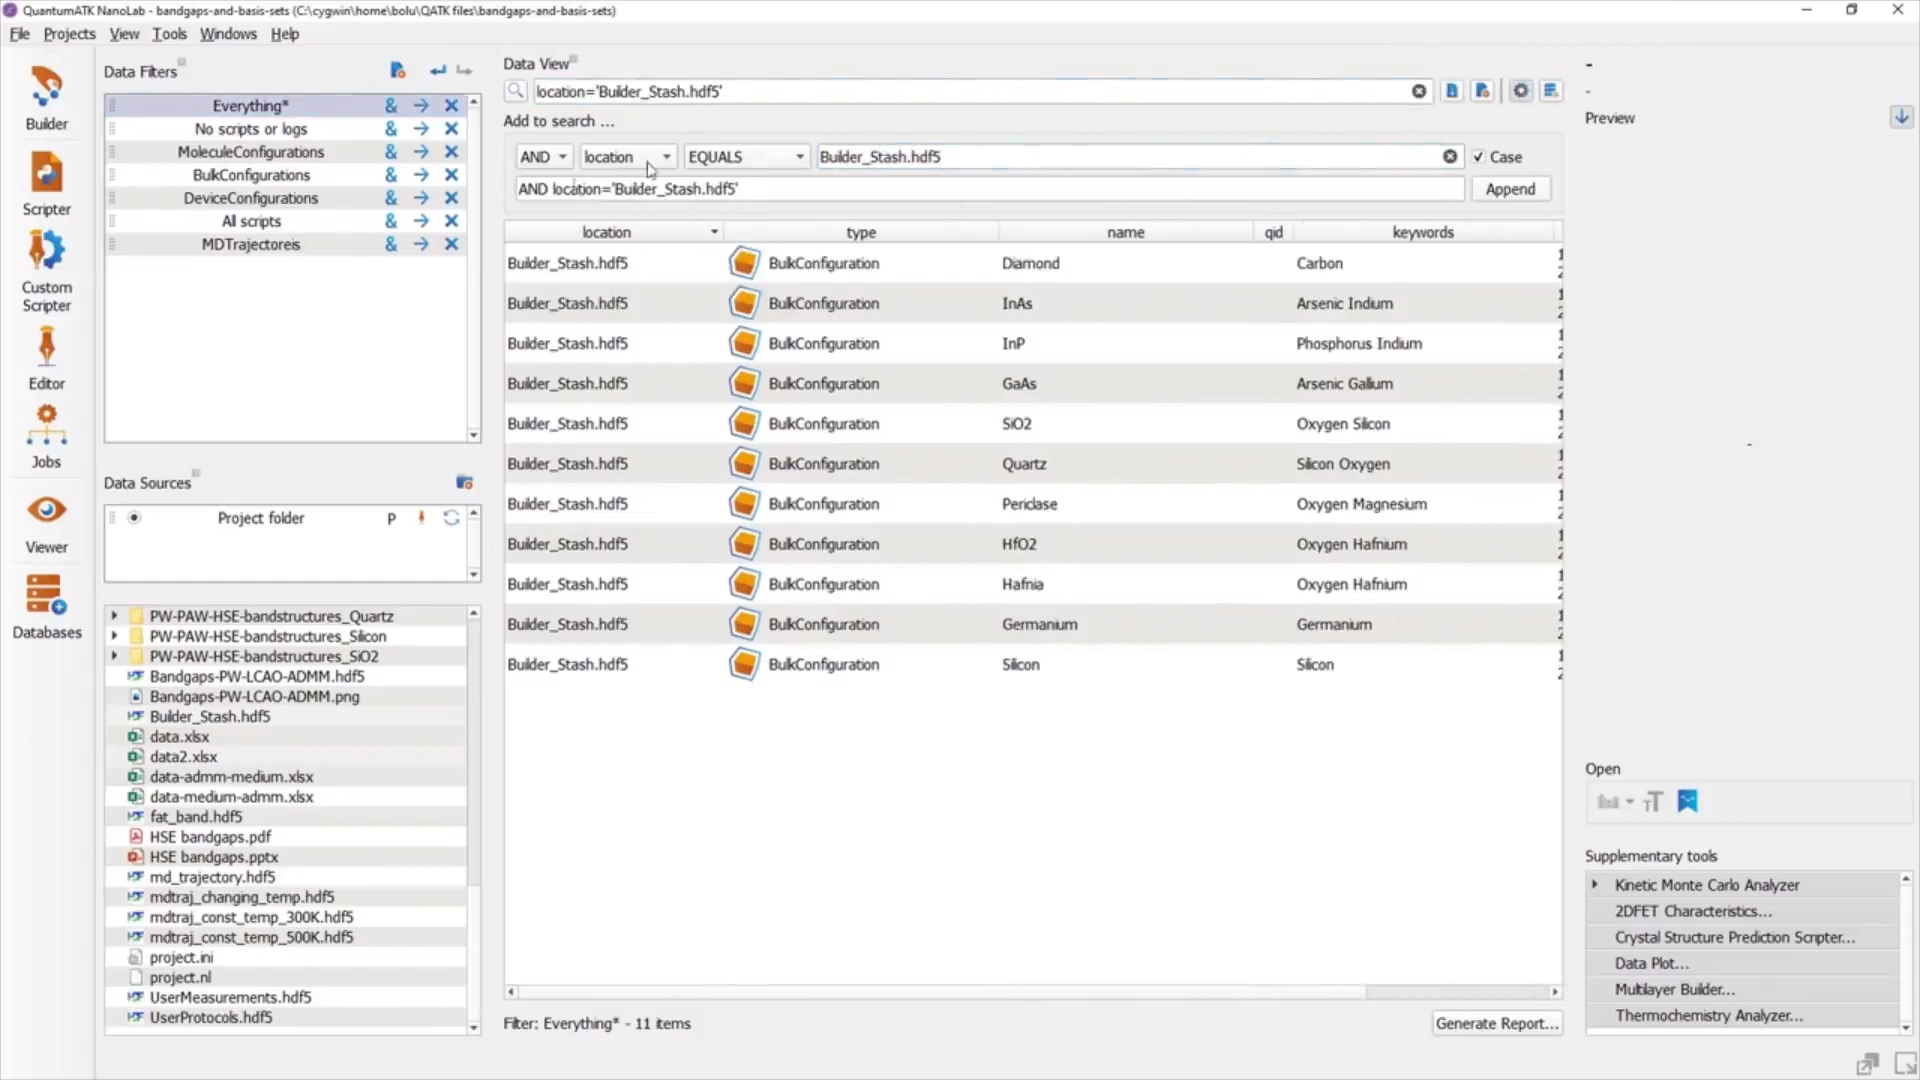 QuantumATK NanoLab - bandgaps-and-basis-sets (C:\cygwin\home\bolu\QATK files\bandgaps-and-basis-sets)
File Projects View Tools Windows Help
Builder
Scripter
Custom
Scripter
Editor
Jobs
Viewer
Databases
Data Filters
Everything*
No scripts or logs
MoleculeConfigurations
BulkConfigurations
DeviceConfigurations
All scripts
MDTrajectoreis
Data Sources
Project folder P
PW-PAW-HSE-bandstructures_Quartz
PW-PAW-HSE-bandstructures_Silicon
PW-PAW-HSE-bandstructures_SiO2
Bandgaps-PW-LCAO-ADMM.hdf5
Bandgaps-PW-LCAO-ADMM.png
Builder_Stash.hdf5
data.xlsx
data2.xlsx
data-admm-medium.xlsx
data-medium-admm.xlsx
fat_band.hdf5
HSE bandgaps.pdf
HSE bandgaps.pptx
md_trajectory.hdf5
mdtraj_changing_temp.hdf5
mdtraj_const_temp_300K.hdf5
mdtraj_const_temp_500K.hdf5
project.ini
project.nl
UserMeasurements.hdf5
UserProtocols.hdf5
Data View
location='Builder_Stash.hdf5'
Add to search ...
AND location EQUALS Builder_Stash.hdf5 Case
AND location='Builder_Stash.hdf5' Append
location type name qid keywords
Builder_Stash.hdf5 BulkConfiguration Diamond Carbon
Builder_Stash.hdf5 BulkConfiguration InAs Arsenic Indium
Builder_Stash.hdf5 BulkConfiguration InP Phosphorus Indium
Builder_Stash.hdf5 BulkConfiguration GaAs Arsenic Gallium
Builder_Stash.hdf5 BulkConfiguration SiO2 Oxygen Silicon
Builder_Stash.hdf5 BulkConfiguration Quartz Silicon Oxygen
Builder_Stash.hdf5 BulkConfiguration Periclase Oxygen Magnesium
Builder_Stash.hdf5 BulkConfiguration HfO2 Oxygen Hafnium
Builder_Stash.hdf5 BulkConfiguration Hafnia Oxygen Hafnium
Builder_Stash.hdf5 BulkConfiguration Germanium Germanium
Builder_Stash.hdf5 BulkConfiguration Silicon Silicon
Filter: Everything* - 11 items
Generate Report...
-
-
Preview
-
Open
Supplementary tools
Kinetic Monte Carlo Analyzer
2DFET Characteristics...
Crystal Structure Prediction Scripter...
Data Plot...
Multilayer Builder...
Thermochemistry Analyzer...